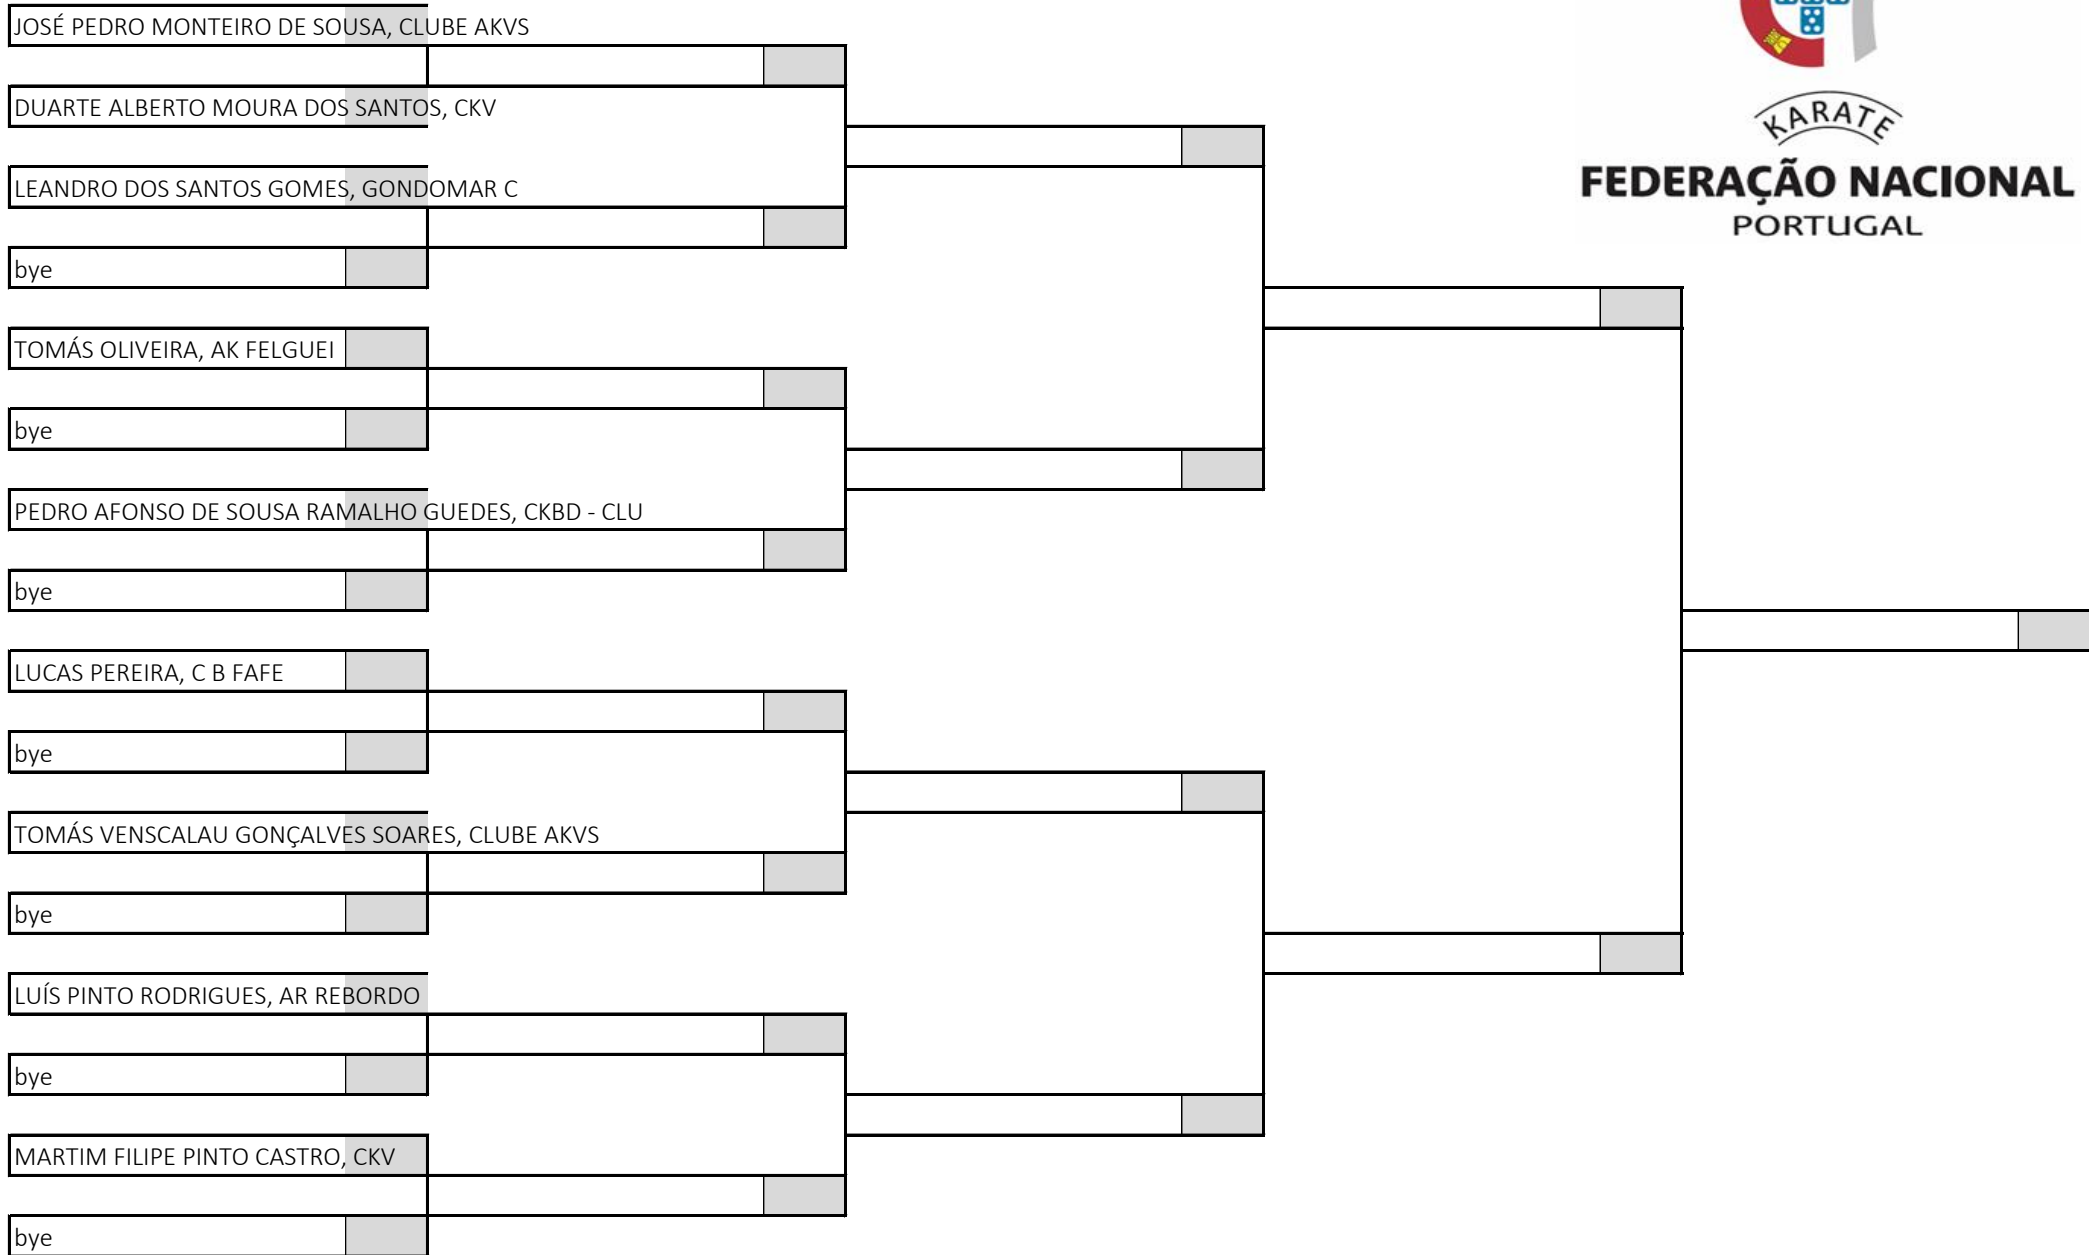 JOSÉ PEDRO MONTEIRO DE SOUSA, CLUBE AKVS
DUARTE ALBERTO MOURA DOS SANTOS, CKV
KARATE
LEANDRO DOS SANTOS GOMES, GONDOMAR C
FEDERAÇÃO NACIONAL
PORTUGAL
bye
TOMÁS OLIVEIRA, AK FELGUEI
bye
PEDRO AFONSO DE SOUSA RAMALHO GUEDES, CKBD - CLU
bye
LUCAS PEREIRA, C B FAFE
bye
TOMÁS VENSCALAU GONÇALVES SOARES, CLUBE AKVS
bye
LUÍS PINTO RODRIGUES, AR REBORDO
bye
MARTIM FILIPE PINTO CASTRO, CKV
bye